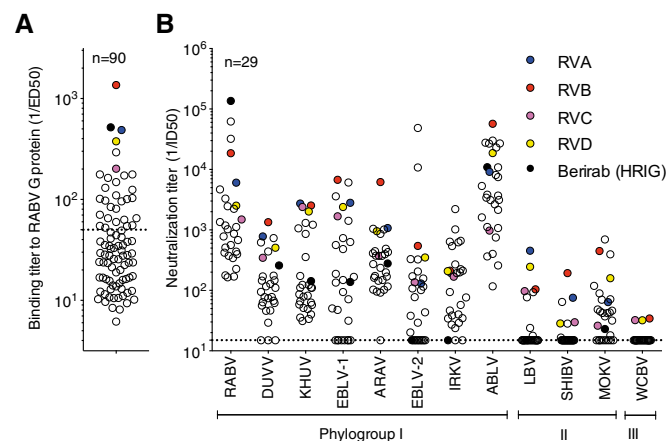 A
B
n=90
Binding titer to RABV G protein (1/ED50)
10³
10²
10¹
n=29
Neutralization titer (1/ID50)
10⁶
10⁵
10⁴
10³
10²
10¹
RVA
RVB
RVC
RVD
Berirab (HRIG)
RABV
DUVV
KHUV
EBLV-1
ARAV
EBLV-2
IRKV
ABLV
LBV
SHIBV
MOKV
WCBV
Phylogroup I
II
III